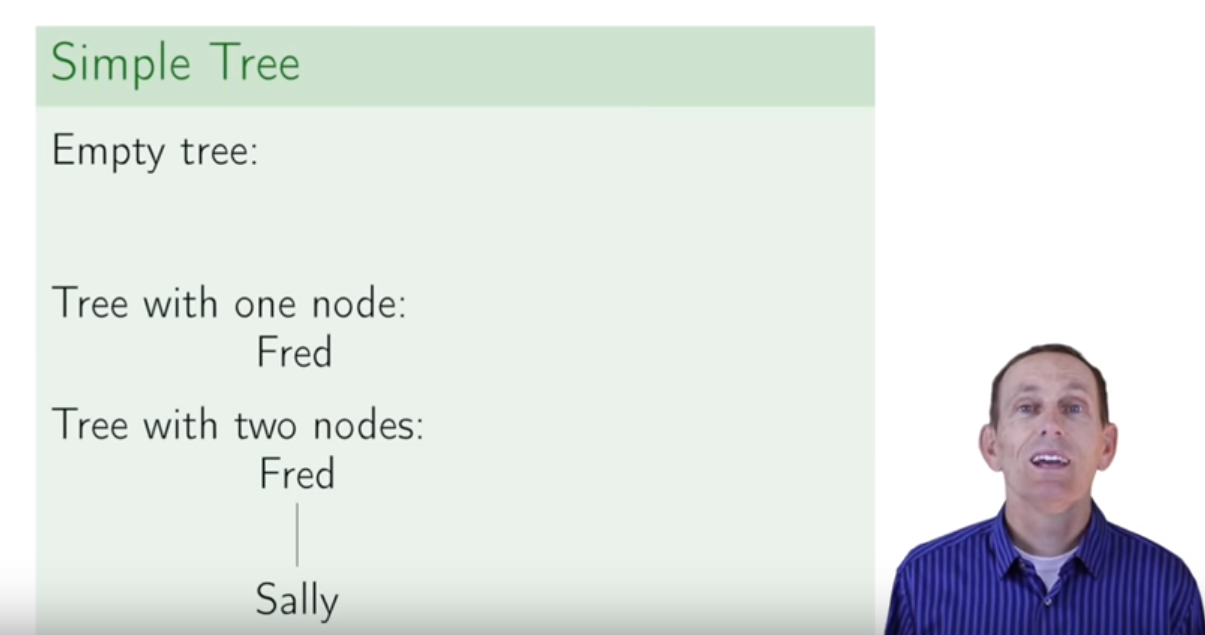 Simple Tree
Empty tree:
Tree with one node:
Fred
Tree with two nodes:
Fred
Sally